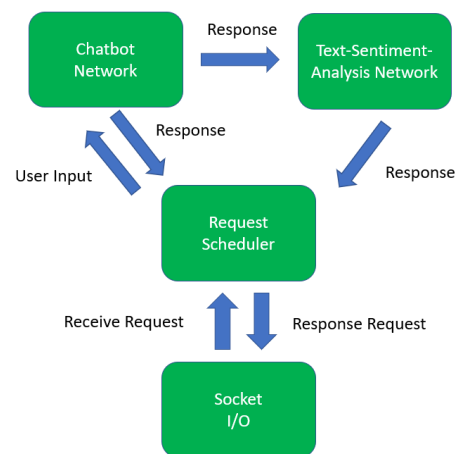 Response
Chatbot
Network
Text-Sentiment-
Analysis Network
Response
User Input
Response
Request
Scheduler
Receive Request
Response Request
Socket
I/O